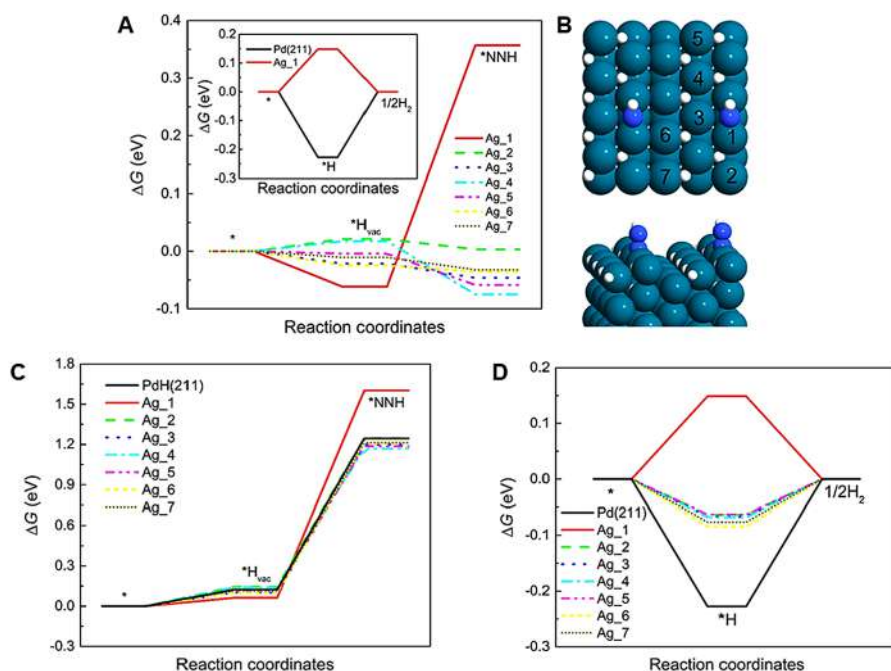 A
ΔG (eV)
0.4
0.3
0.2
0.1
0.0
-0.1
Reaction coordinates
*
*H_vac
*NNH
Ag_1
Ag_2
Ag_3
Ag_4
Ag_5
Ag_6
Ag_7
ΔG (eV)
0.2
0.1
0.0
-0.1
-0.2
-0.3
Pd(211)
Ag_1
*
*H
1/2H₂
Reaction coordinates
B
5
4
3
1
6
7
2
C
ΔG (eV)
1.8
1.5
1.2
0.9
0.6
0.3
0.0
-0.3
PdH(211)
Ag_1
Ag_2
Ag_3
Ag_4
Ag_5
Ag_6
Ag_7
*
*H_vac
*NNH
Reaction coordinates
D
ΔG (eV)
0.2
0.1
0.0
-0.1
-0.2
-0.3
*
1/2H₂
Pd(211)
Ag_1
Ag_2
Ag_3
Ag_4
Ag_5
Ag_6
Ag_7
*H
Reaction coordinates